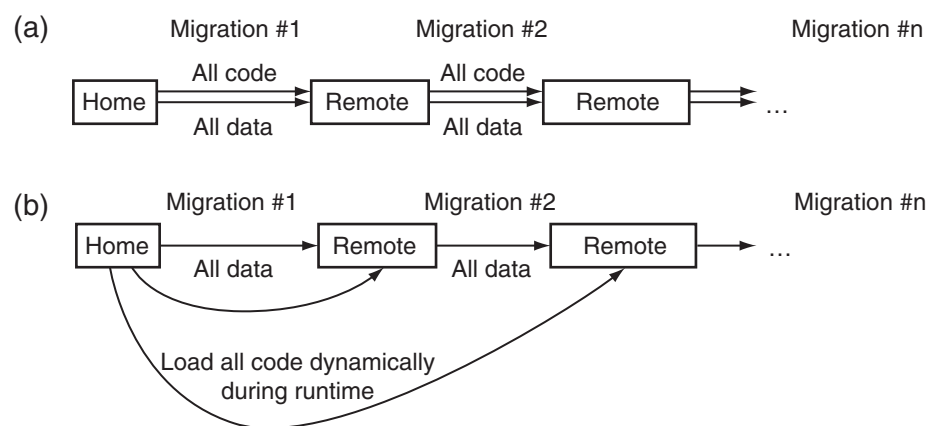 (a) Migration #1 Migration #2 Migration #n
All code All code
Home Remote Remote ...
All data All data
(b) Migration #1 Migration #2 Migration #n
Home Remote Remote ...
All data All data
Load all code dynamically
during runtime